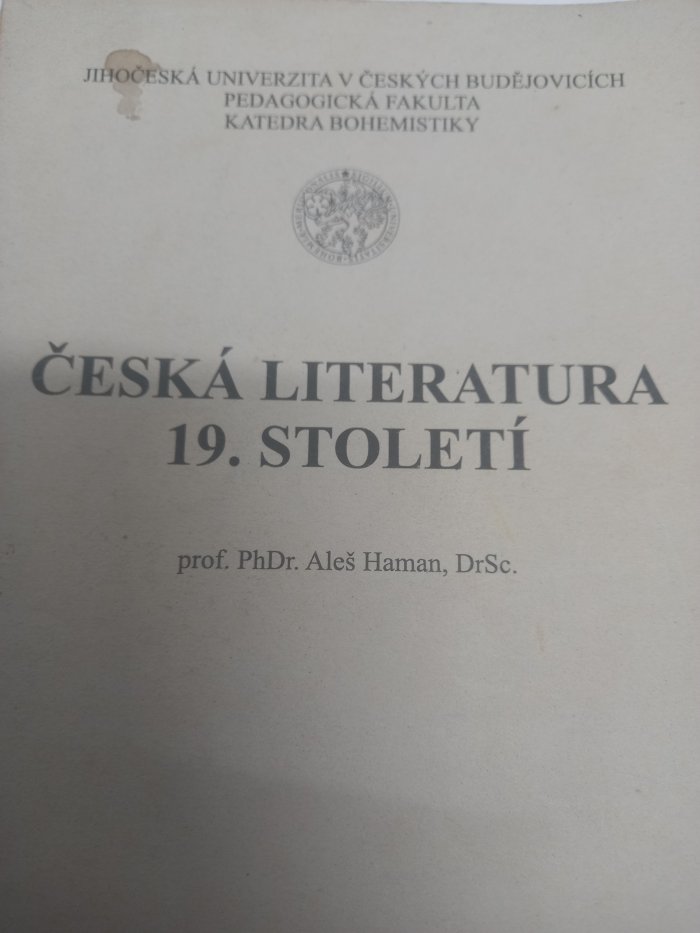 JIHOČESKÁ UNIVERZITA V ČESKÝCH BUDĚJOVICÍCH
PEDAGOGICKÁ FAKULTA
KATEDRA BOHEMISTIKY
ČESKÁ LITERATURA
19. STOLETÍ
prof. PhDr. Aleš Haman, DrSc.